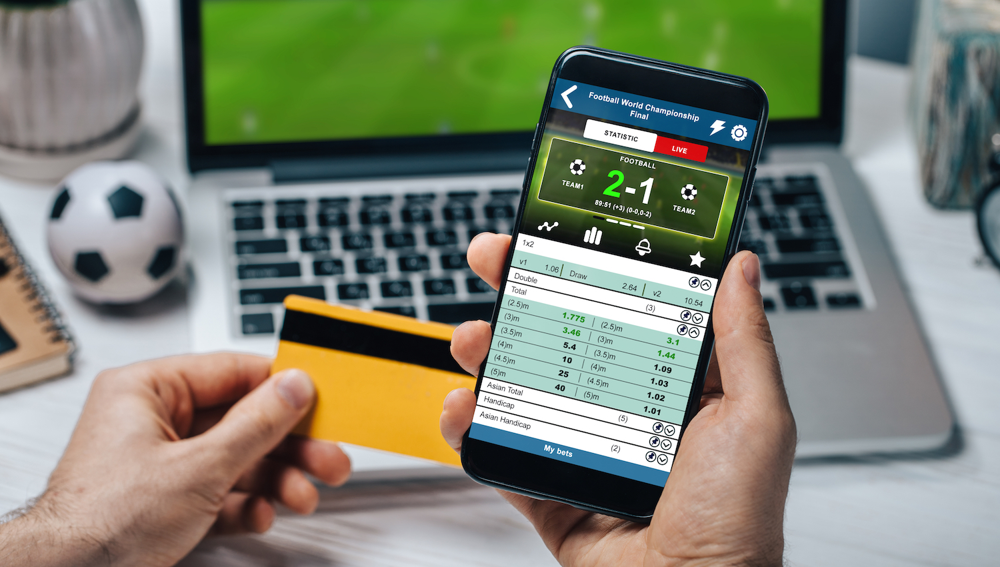 Football World Championship
Final
STATISTIC LIVE
FOOTBALL
TEAM1 2-1 TEAM2
89:51 (+3) (0-0,0-2)
1x2
v1 1.06 Draw 2.64 v2 10.54
Double (3)
Total
(2.5)m 1.775 (2.5)m 3.1
(3)m 3.46 (3)m 1.44
(3.5)m 5.4 (3.5)m 1.09
(4)m 10 (4)m 1.03
(4.5)m 25 (4.5)m 1.02
(5)m 40 (5)m 1.01
Asian Total (5)
Handicap
Asian Handicap (2)
My bets